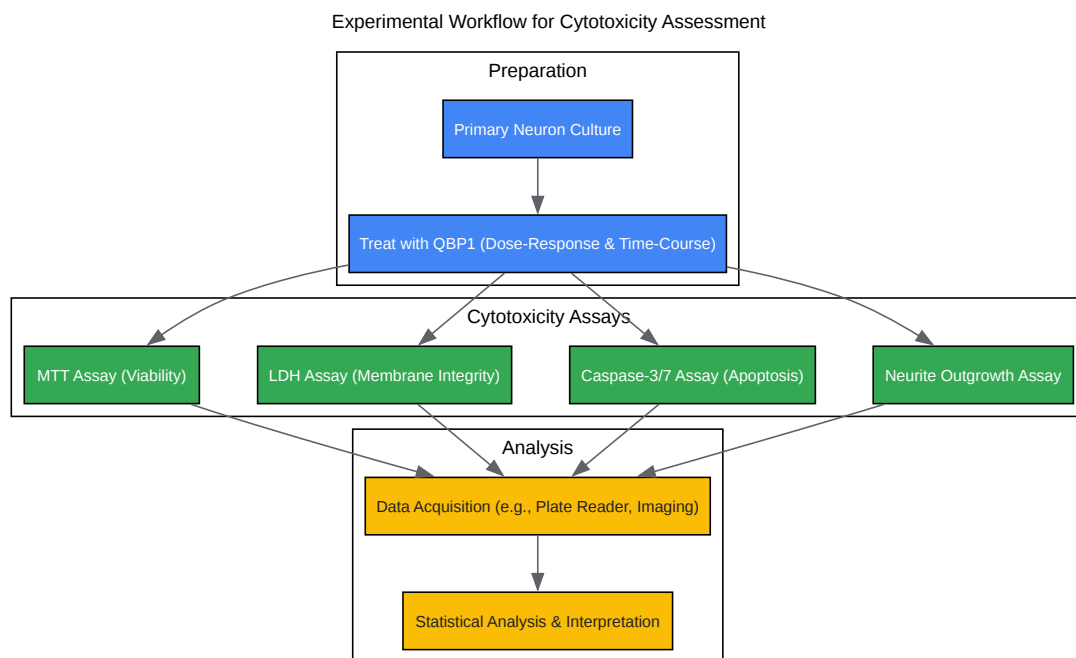 Experimental Workflow for Cytotoxicity Assessment
Preparation
Primary Neuron Culture
Treat with QBP1 (Dose-Response & Time-Course)
Cytotoxicity Assays
MTT Assay (Viability)
LDH Assay (Membrane Integrity)
Caspase-3/7 Assay (Apoptosis)
Neurite Outgrowth Assay
Analysis
Data Acquisition (e.g., Plate Reader, Imaging)
Statistical Analysis & Interpretation